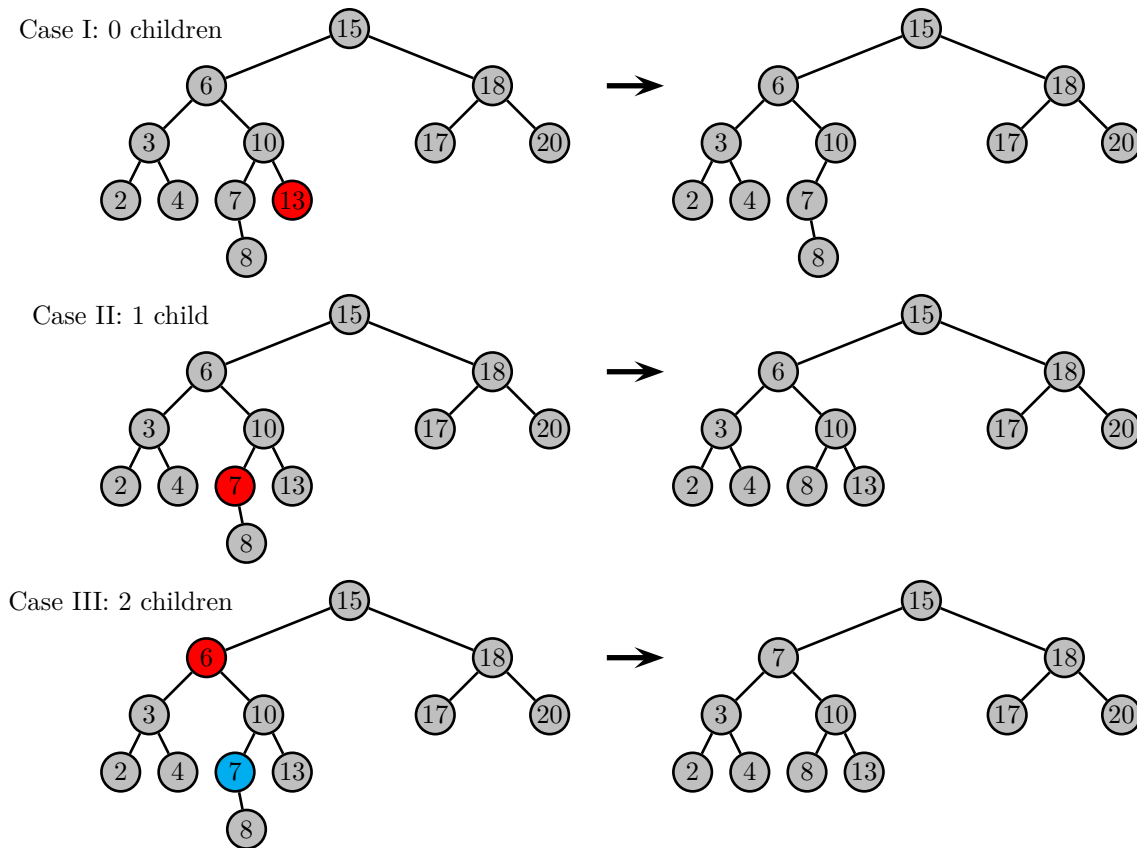 Case I: 0 children
15 15
6 18 6 18
3 10 17 20 3 10 17 20
2 4 7 13 2 4 7
8 8
Case II: 1 child
15 15
6 18 6 18
3 10 17 20 3 10 17 20
2 4 7 13 2 4 8 13
8
Case III: 2 children
15 15
6 18 7 18
3 10 17 20 3 10 17 20
2 4 7 13 2 4 8 13
8